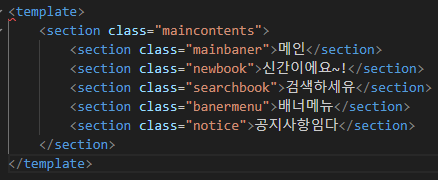 <template>
<section class="maincontents">
<section class="mainbaner">메인</section>
<section class="newbook">신간이에요~!</section>
<section class="searchbook">검색하세유</section>
<section class="banermenu">배너메뉴</section>
<section class="notice">공지사항임다</section>
</section>
</template>